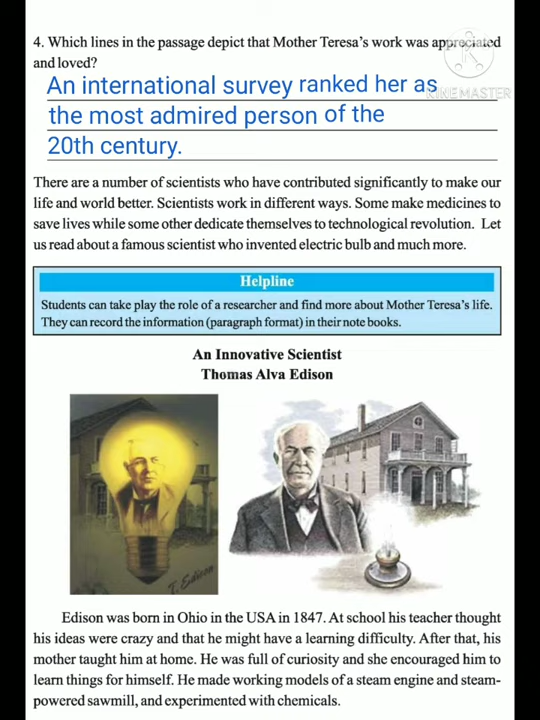 4. Which lines in the passage depict that Mother Teresa's work was appreciated
and loved?
KINEMASTER
An international survey ranked her as
the most admired person of the
20th century.
There are a number of scientists who have contributed significantly to make our
life and world better. Scientists work in different ways. Some make medicines to
save lives while some other dedicate themselves to technological revolution. Let
us read about a famous scientist who invented electric bulb and much more.
Helpline
Students can take play the role of a researcher and find more about Mother Teresa's life.
They can record the information (paragraph format) in their note books.
An Innovative Scientist
Thomas Alva Edison
T. Edison
Edison was born in Ohio in the USA in 1847. At school his teacher thought
his ideas were crazy and that he might have a learning difficulty. After that, his
mother taught him at home. He was full of curiosity and she encouraged him to
learn things for himself. He made working models of a steam engine and steam-
powered sawmill, and experimented with chemicals.